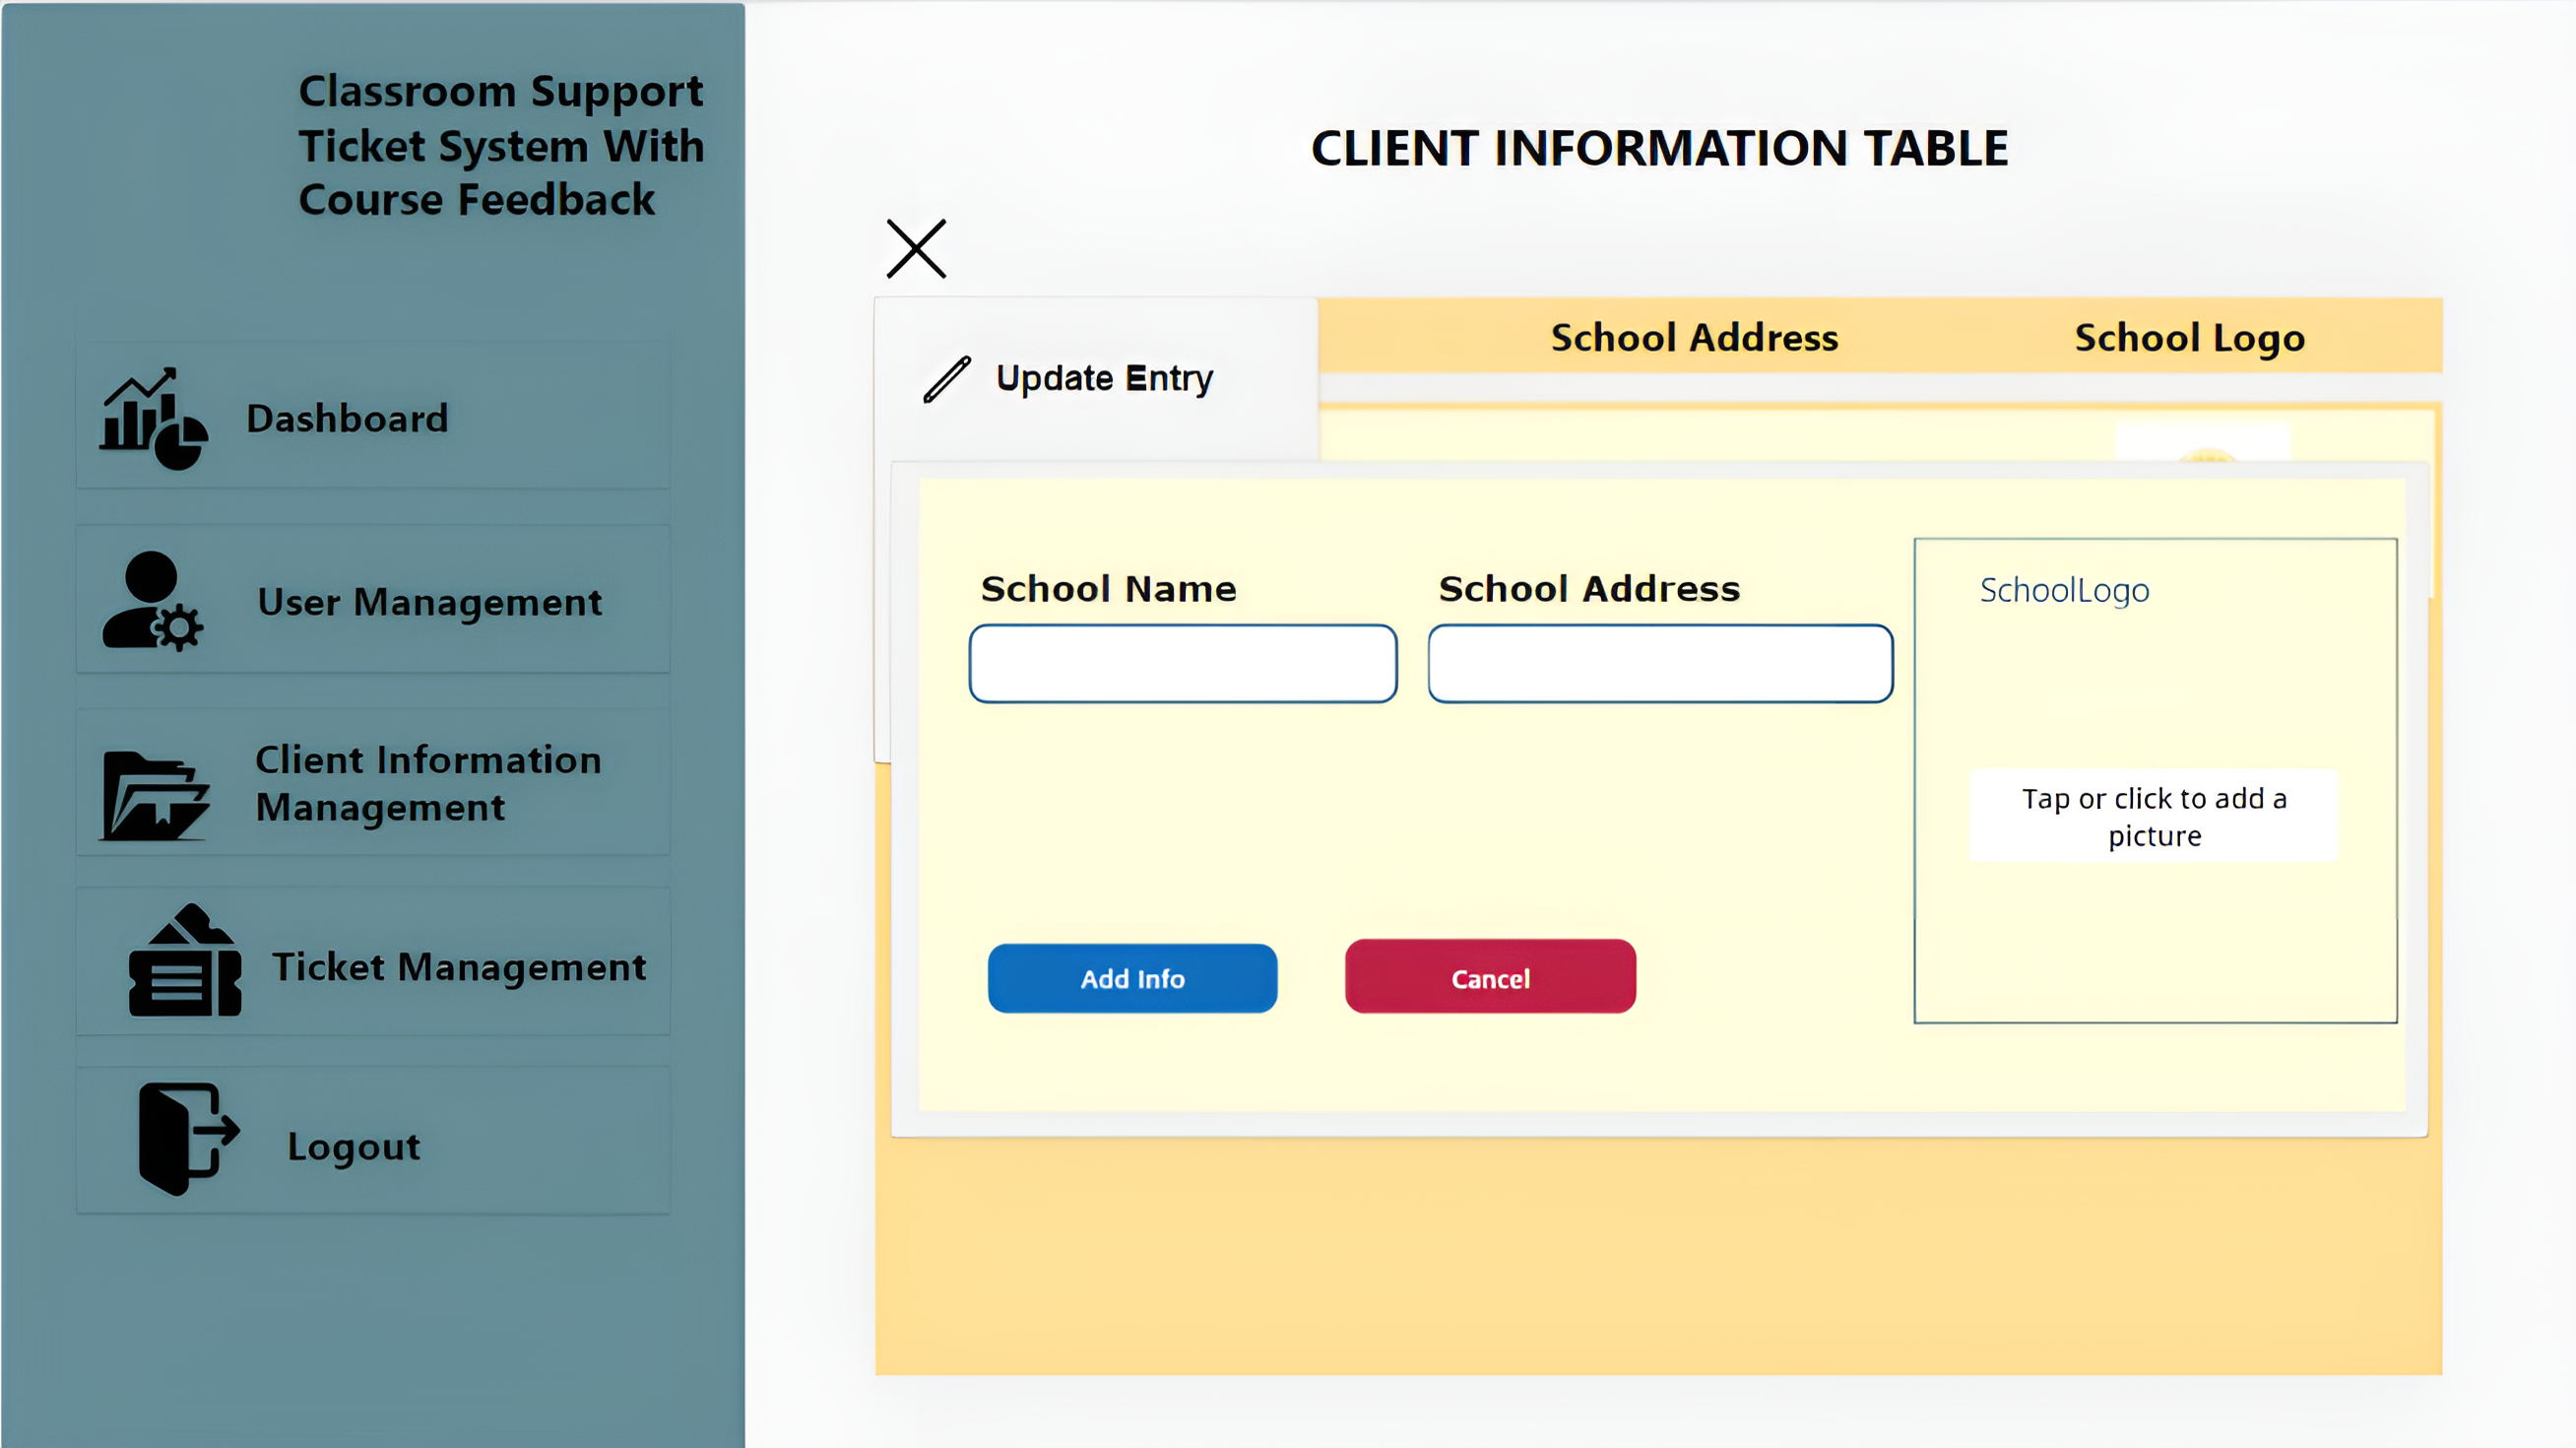 Classroom Support
Ticket System With
Course Feedback
Dashboard
User Management
Client Information
Management
Ticket Management
Logout
CLIENT INFORMATION TABLE
School Address
School Logo
Update Entry
School Name
School Address
SchoolLogo
Tap or click to add a
picture
Add Info
Cancel